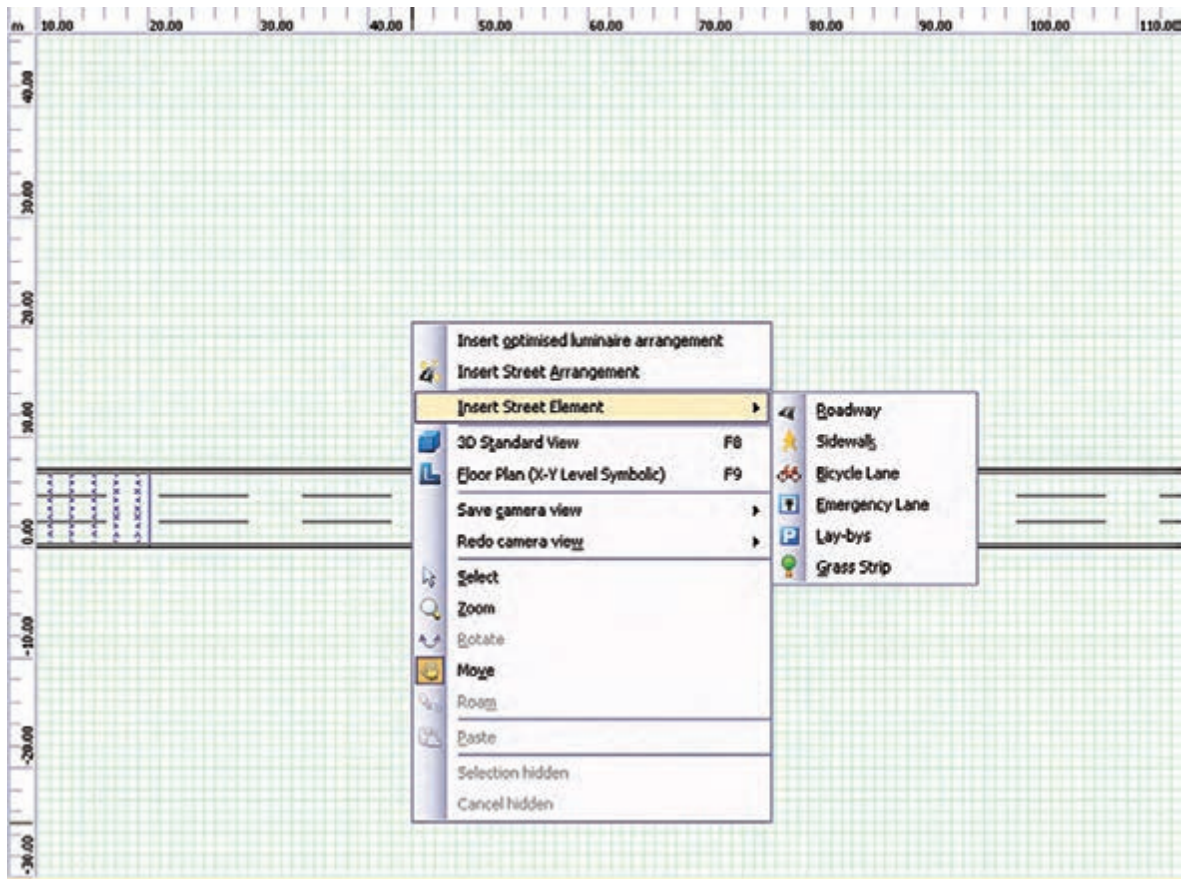 m 10.00 20.00 30.00 40.00 50.00 60.00 70.00 80.00 90.00 100.00 110.00
40.00
30.00
20.00
10.00
0.00
-10.00
-20.00
-30.00
Insert optimised luminaire arrangement
Insert Street Arrangement
Insert Street Element
3D Standard View F8
Floor Plan (X-Y Level Symbolic) F9
Save camera view
Redo camera view
Select
Zoom
Rotate
Move
Roam
Paste
Selection hidden
Cancel hidden
Roadway
Sidewalk
Bicycle Lane
Emergency Lane
Lay-bys
Grass Strip